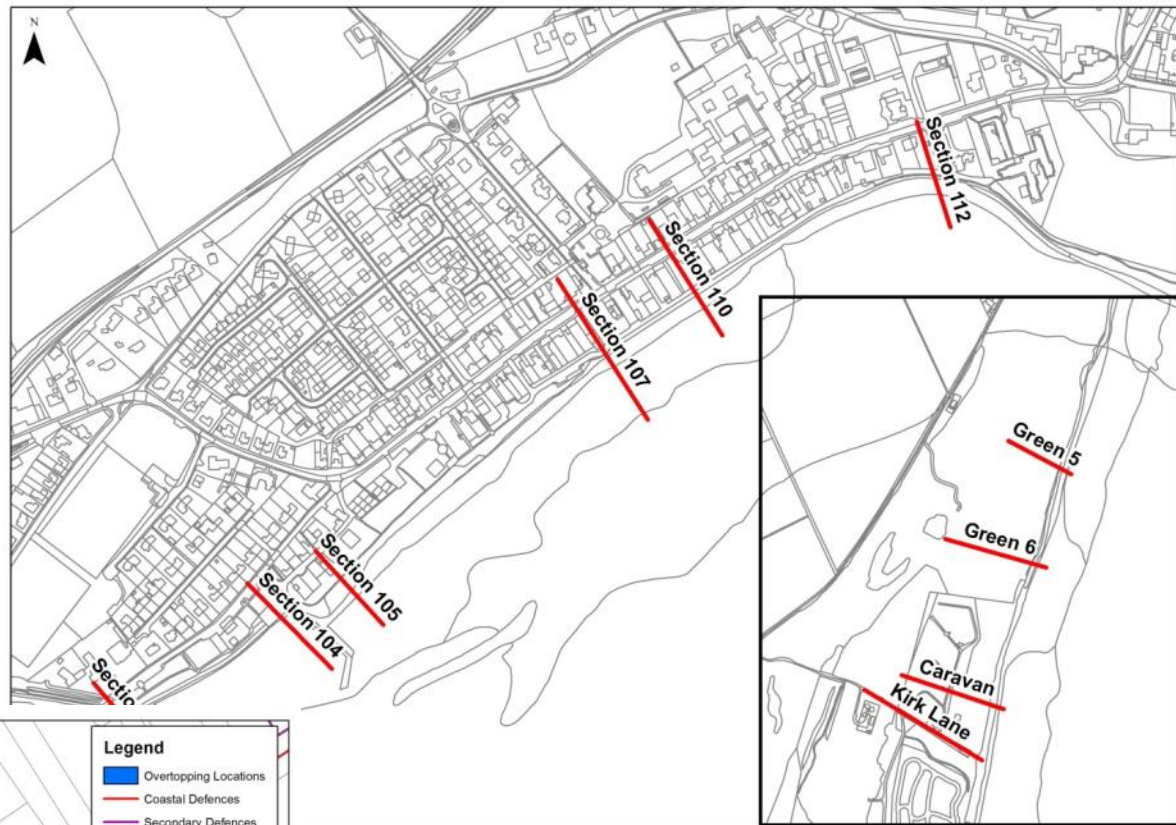 N
Section 112
Section 110
Section 107
Section 105
Section 104
Green 5
Green 6
Caravan
Kirk Lane
Legend
Overtopping Locations
Coastal Defences
Secondary Defences